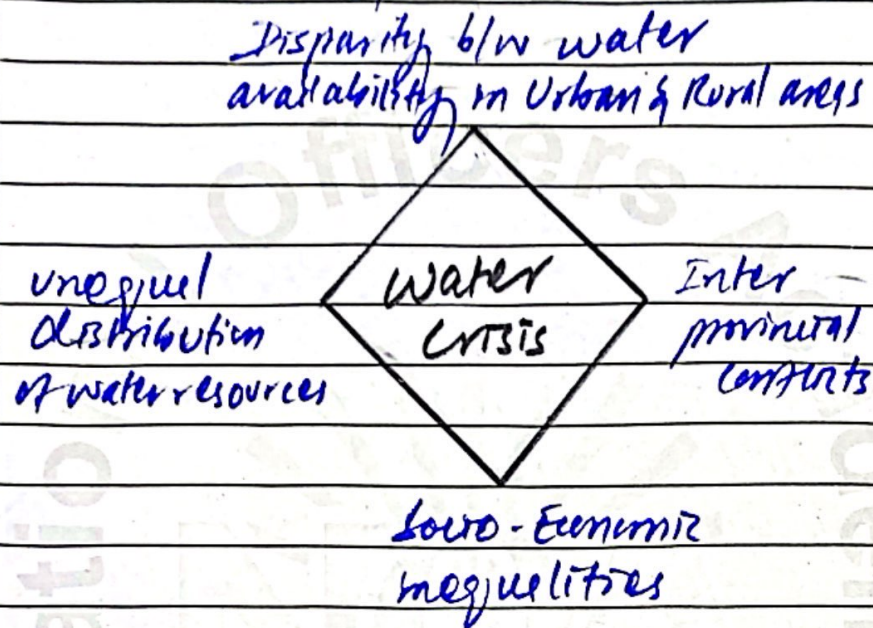 Disparity b/w water
availability in Urban & Rural areas
unequal
distribution
of water resources
Water
Crisis
Inter
provincial
conflicts
Socio-Economic
inequalities
Officers